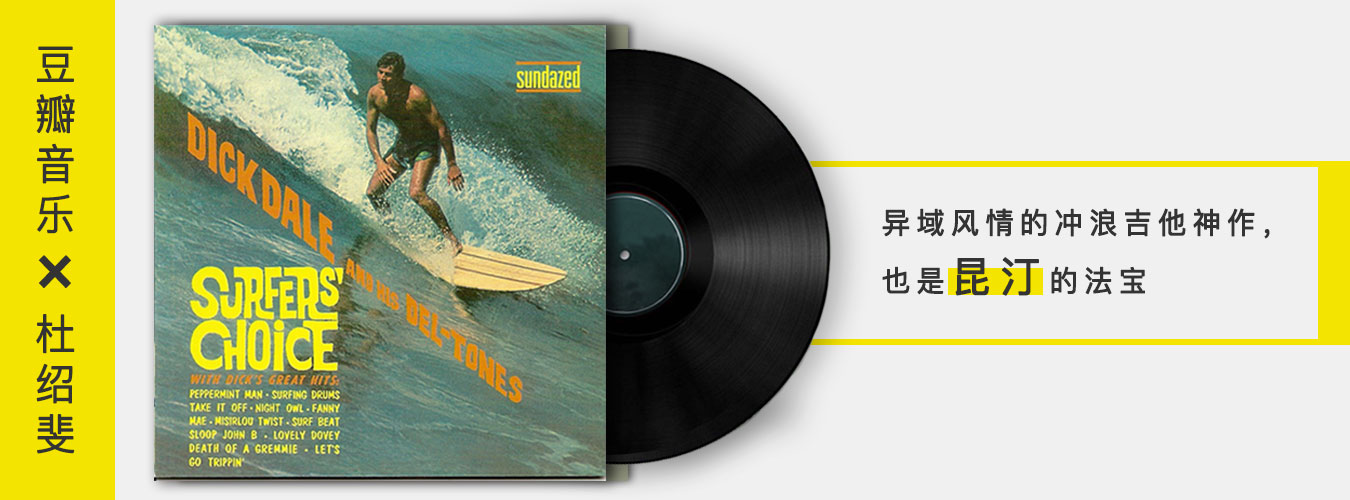 豆瓣音乐×杜绍斐
sundazed
DICK DALE
AND HIS DEL-TONES
SURFERS'
CHOICE
WITH DICK'S GREAT HITS:
PEPPERMINT MAN · SURFING DRUMS
TAKE IT OFF · NIGHT OWL · FANNY
MAE · MISIRLOU TWIST · SURF BEAT
SLOOP JOHN B · LOVELY DOVEY
DEATH OF A GREMMIE · LET'S
GO TRIPPIN'
异域风情的冲浪吉他神作,
也是昆汀的法宝